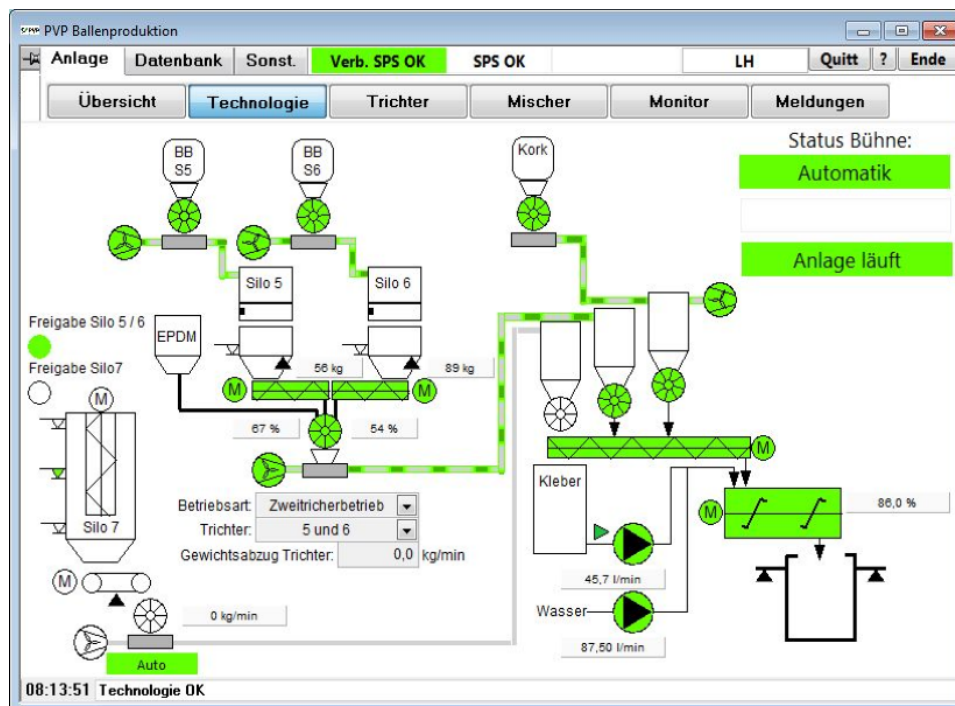 PVP Ballenproduktion
Anlage Datenbank Sonst. Verb. SPS OK SPS OK LH Quitt ? Ende
Übersicht Technologie Trichter Mischer Monitor Meldungen
Status Bühne:
Automatik
Anlage läuft
BB S5
BB S6
Kork
Silo 5
Silo 6
Freigabe Silo 5 / 6
EPDM
Freigabe Silo7
56 kg
89 kg
M
M
M
67 %
54 %
M
Kleber
Silo 7
Betriebsart: Zweitricherbetrieb
Trichter: 5 und 6
Gewichtsabzug Trichter: 0,0 kg/min
M
86,0 %
45,7 l/min
M
0 kg/min
Wasser
87,50 l/min
Auto
08:13:51 Technologie OK